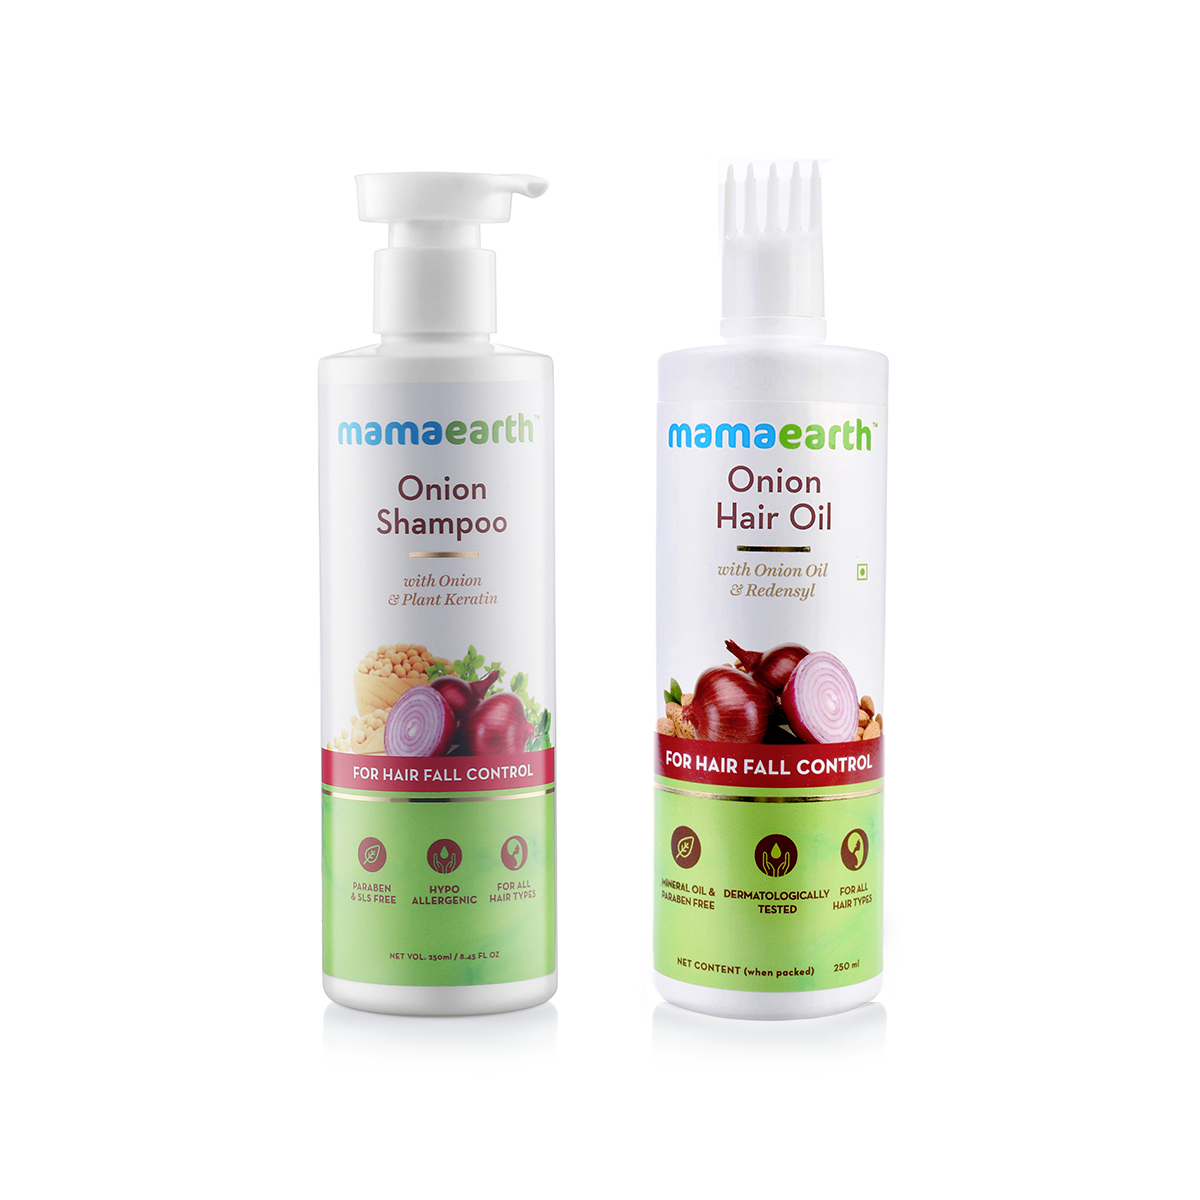 mamaearth™
Onion
Shampoo
with Onion
& Plant Keratin
FOR HAIR FALL CONTROL
PARABEN
& SLS FREE
HYPO
ALLERGENIC
FOR ALL
HAIR TYPES
NET VOL. 250ml / 8.45 FL OZ
mamaearth™
Onion
Hair Oil
with Onion Oil
& Redensyl
FOR HAIR FALL CONTROL
MINERAL OIL &
PARABEN FREE
DERMATOLOGICALLY
TESTED
FOR ALL
HAIR TYPES
NET CONTENT (when packed) 250 ml